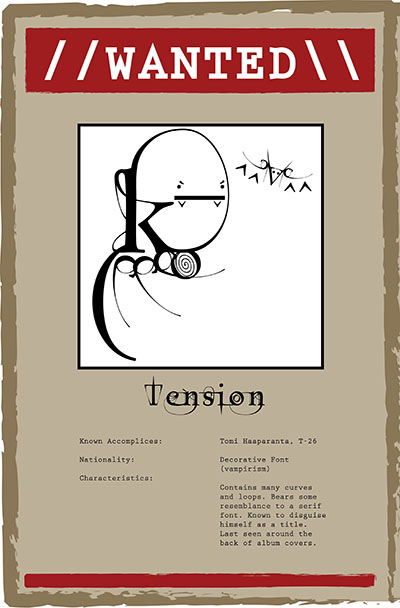 //WANTED\\
Tension
Known Accomplices: Tomi Haaparanta, T-26
Nationality: Decorative Font
(vampirism)
Characteristics:
Contains many curves
and loops. Bears some
resemblance to a serif
font. Known to disguise
himself as a title.
Last seen around the
back of album covers.